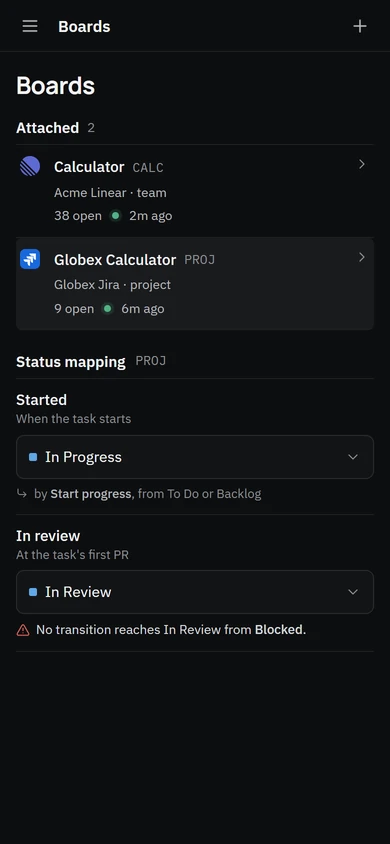 Boards
Boards
Attached 2
Calculator CALC
Acme Linear · team
38 open 2m ago
Globex Calculator PROJ
Globex Jira · project
9 open 6m ago
Status mapping PROJ
Started
When the task starts
In Progress
by Start progress, from To Do or Backlog
In review
At the task's first PR
In Review
No transition reaches In Review from Blocked.